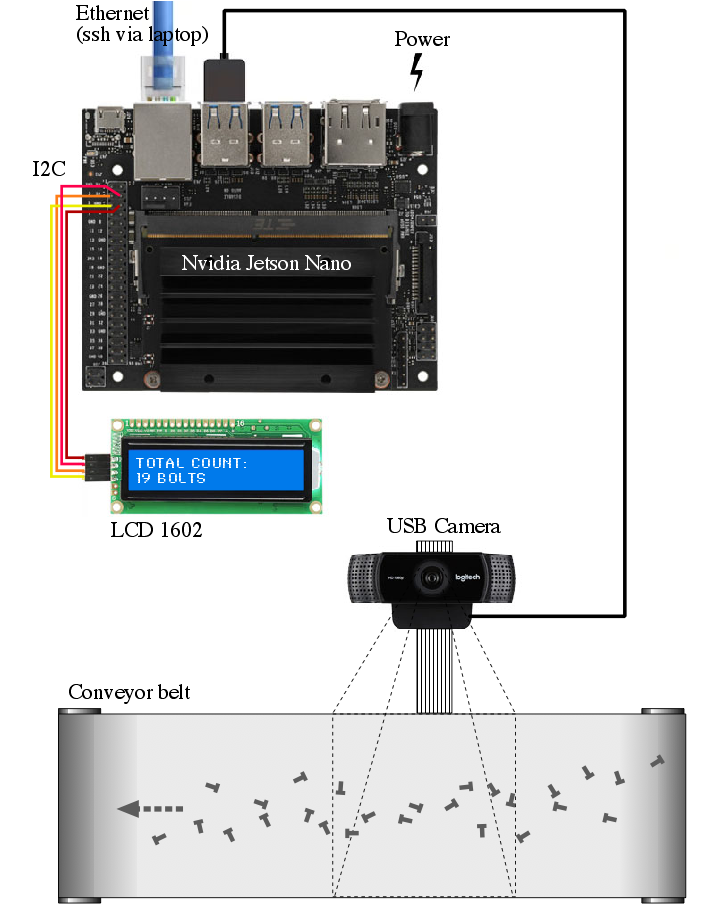 Ethernet
(ssh via laptop)
Power
I2C
Nvidia Jetson Nano
TOTAL COUNT:
19 BOLTS
LCD 1602
USB Camera
logitech
Conveyor belt